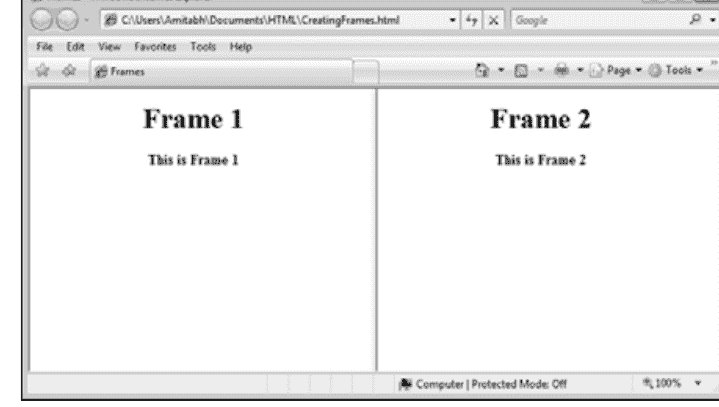 C:\Users\Amitabh\Documents\HTML\CreatingFrames.html Google
File Edit View Favorites Tools Help
Frames Page Tools
Frame 1
This is Frame 1
Frame 2
This is Frame 2
Computer | Protected Mode: Off 100%